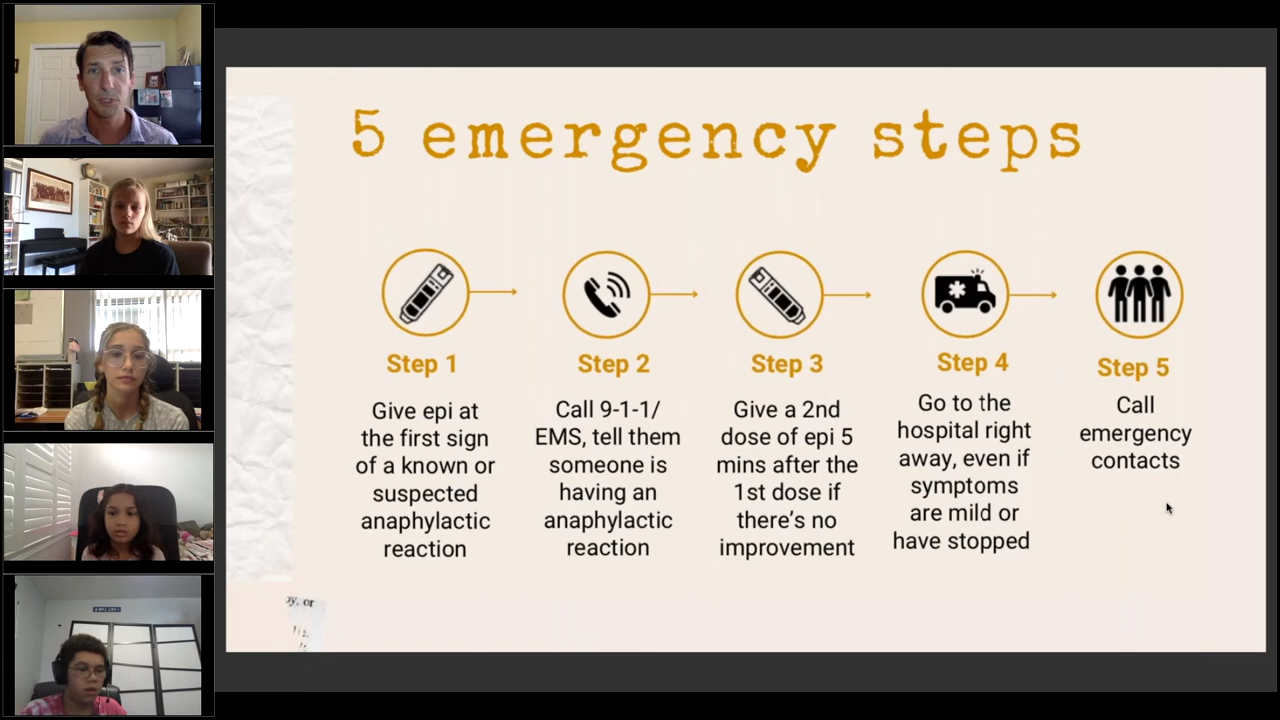 5 emergency steps
Step 1
Give epi at
the first sign
of a known or
suspected
anaphylactic
reaction
Step 2
Call 9-1-1/
EMS, tell them
someone is
having an
anaphylactic
reaction
Step 3
Give a 2nd
dose of epi 5
mins after the
1st dose if
there's no
improvement
Step 4
Go to the
hospital right
away, even if
symptoms
are mild or
have stopped
Step 5
Call
emergency
contacts